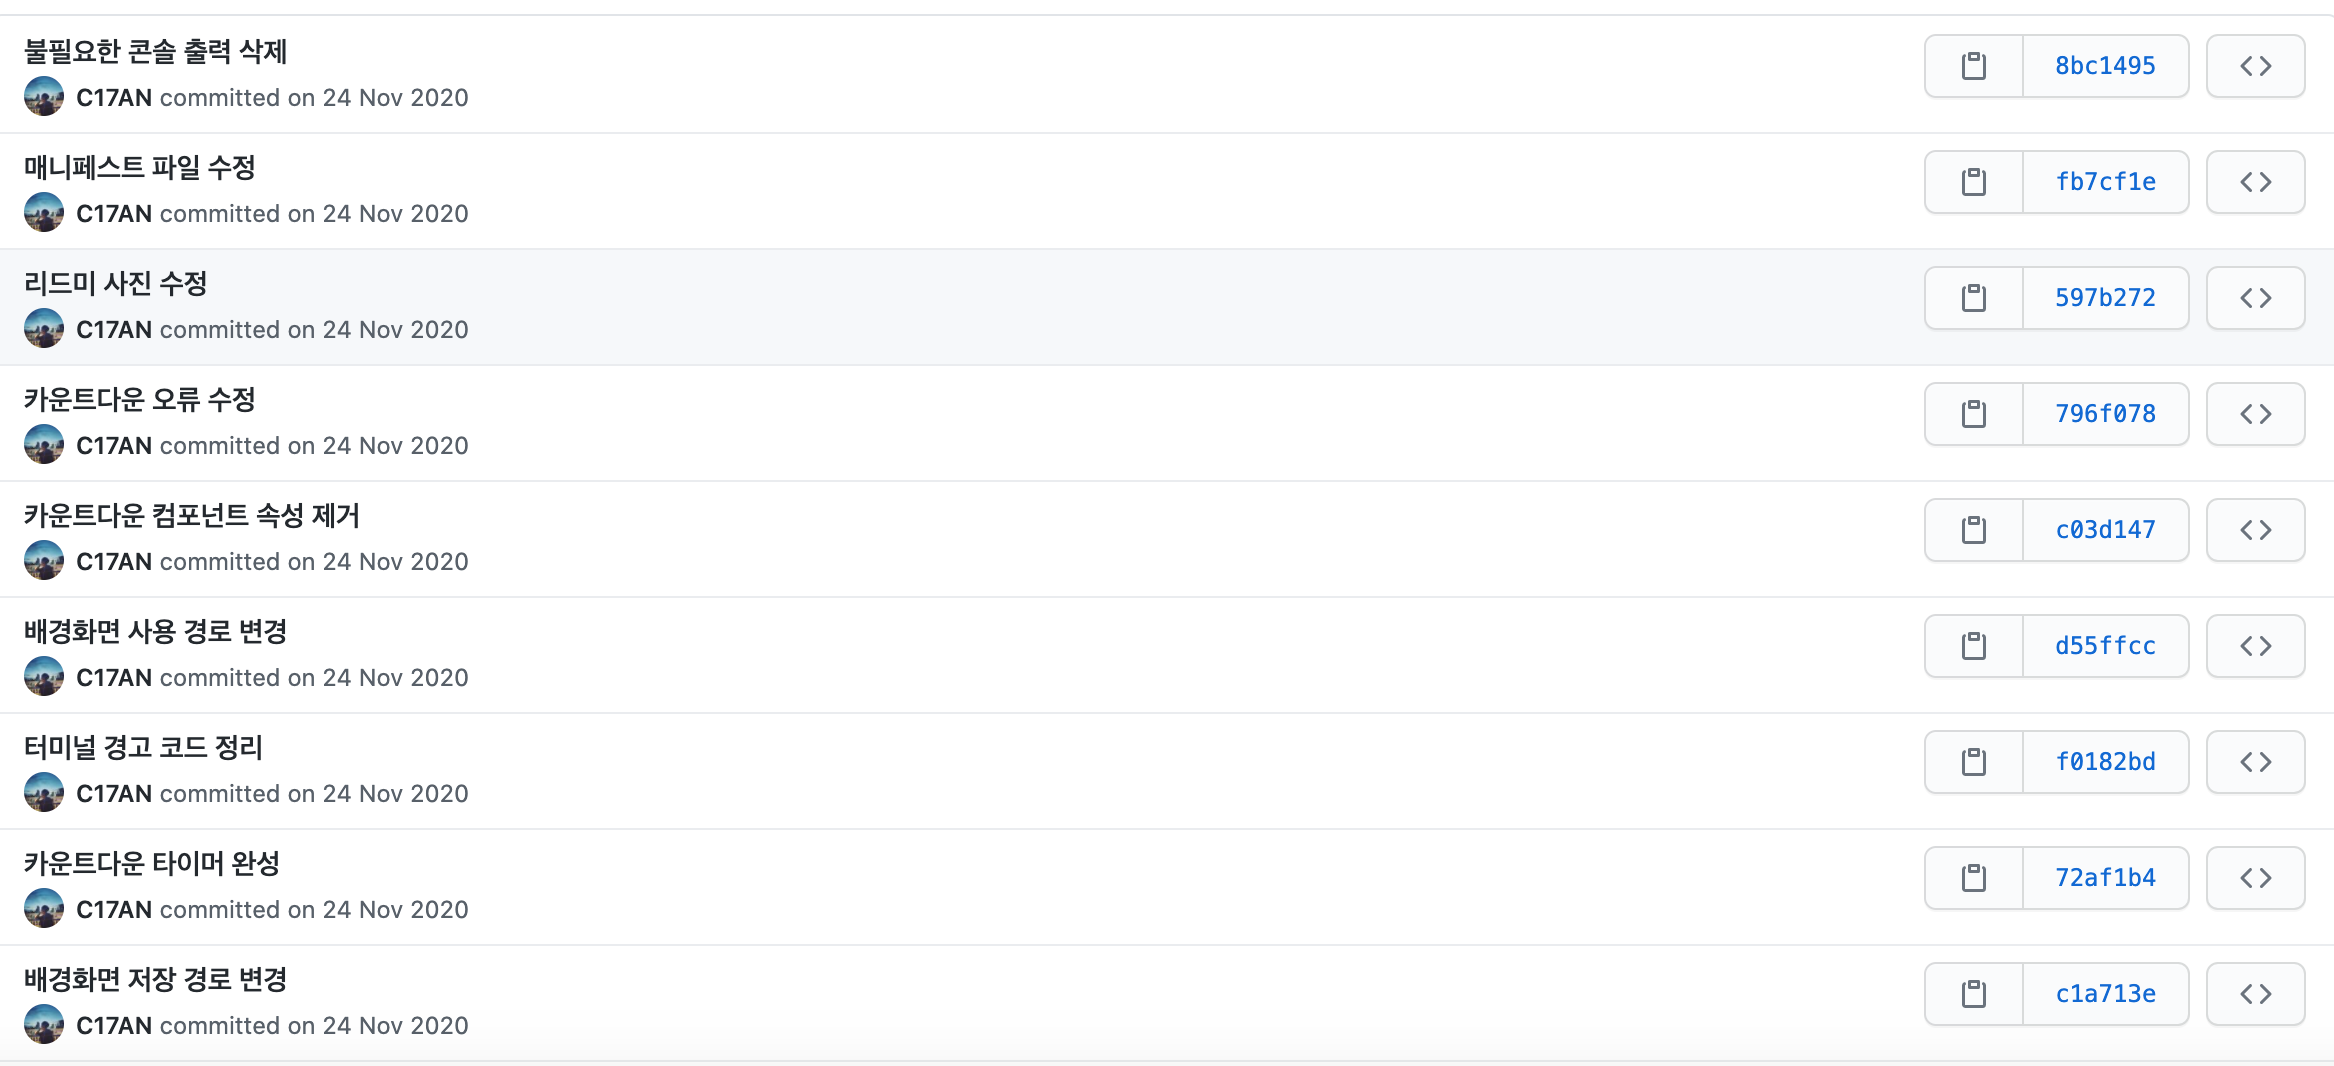 불필요한 콘솔 출력 삭제
8bc1495
C17AN committed on 24 Nov 2020
매니페스트 파일 수정
fb7cf1e
C17AN committed on 24 Nov 2020
리드미 사진 수정
597b272
C17AN committed on 24 Nov 2020
카운트다운 오류 수정
796f078
C17AN committed on 24 Nov 2020
카운트다운 컴포넌트 속성 제거
c03d147
C17AN committed on 24 Nov 2020
배경화면 사용 경로 변경
d55ffcc
C17AN committed on 24 Nov 2020
터미널 경고 코드 정리
f0182bd
C17AN committed on 24 Nov 2020
카운트다운 타이머 완성
72af1b4
C17AN committed on 24 Nov 2020
배경화면 저장 경로 변경
c1a713e
C17AN committed on 24 Nov 2020